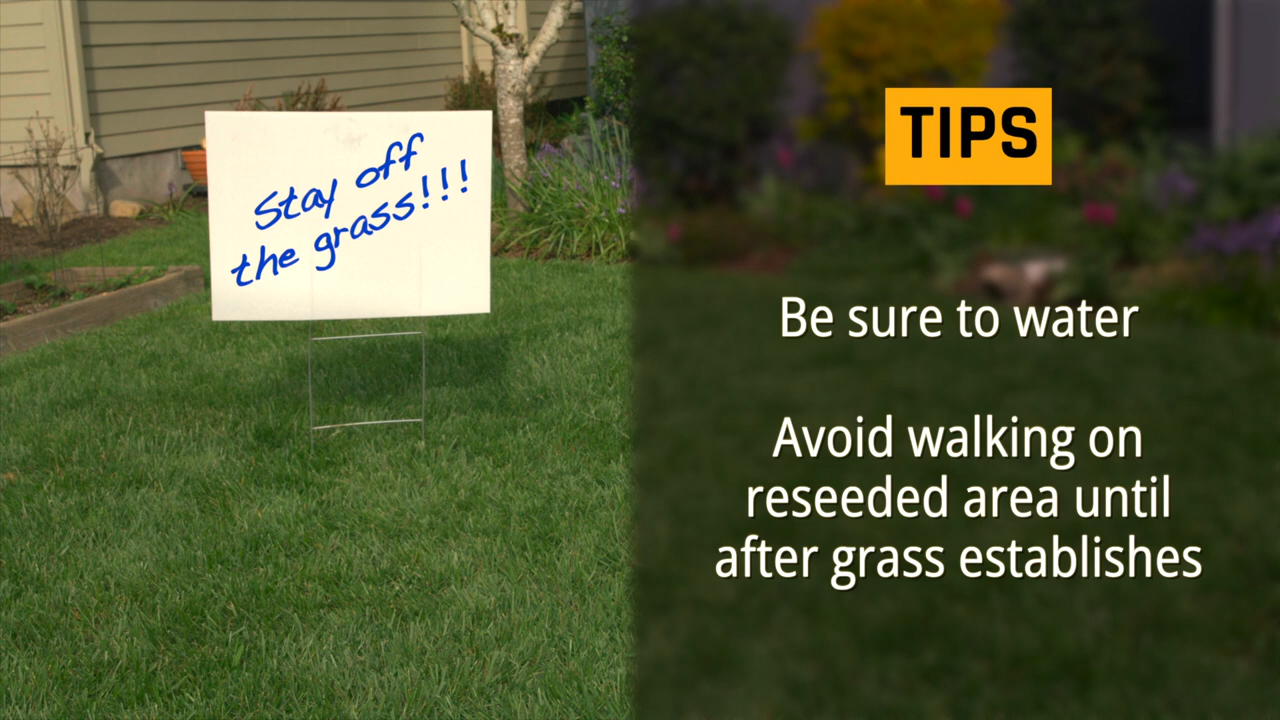 Stay off
the grass!!!
TIPS
Be sure to water
Avoid walking on
reseeded area until
after grass establishes